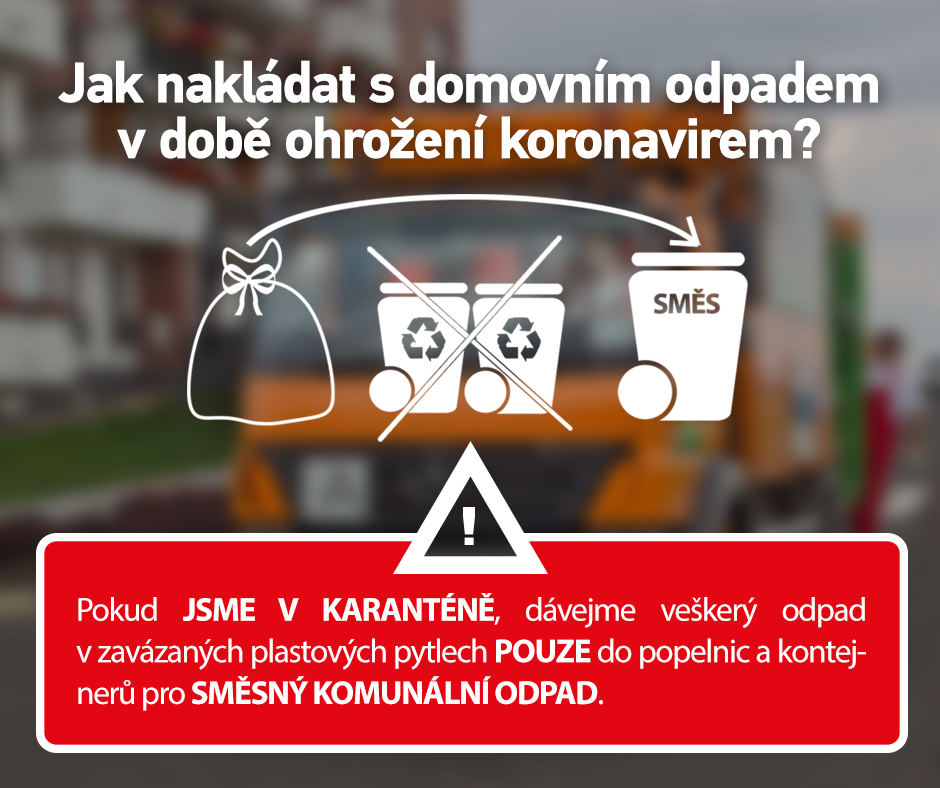 Jak nakládat s domovním odpadem
v době ohrožení koronavirem?
SMĚS
!
Pokud JSME V KARANTÉNĚ, dávejme veškerý odpad
v zavázaných plastových pytlech POUZE do popelnic a kontej-
nerů pro SMĚSNÝ KOMUNÁLNÍ ODPAD.